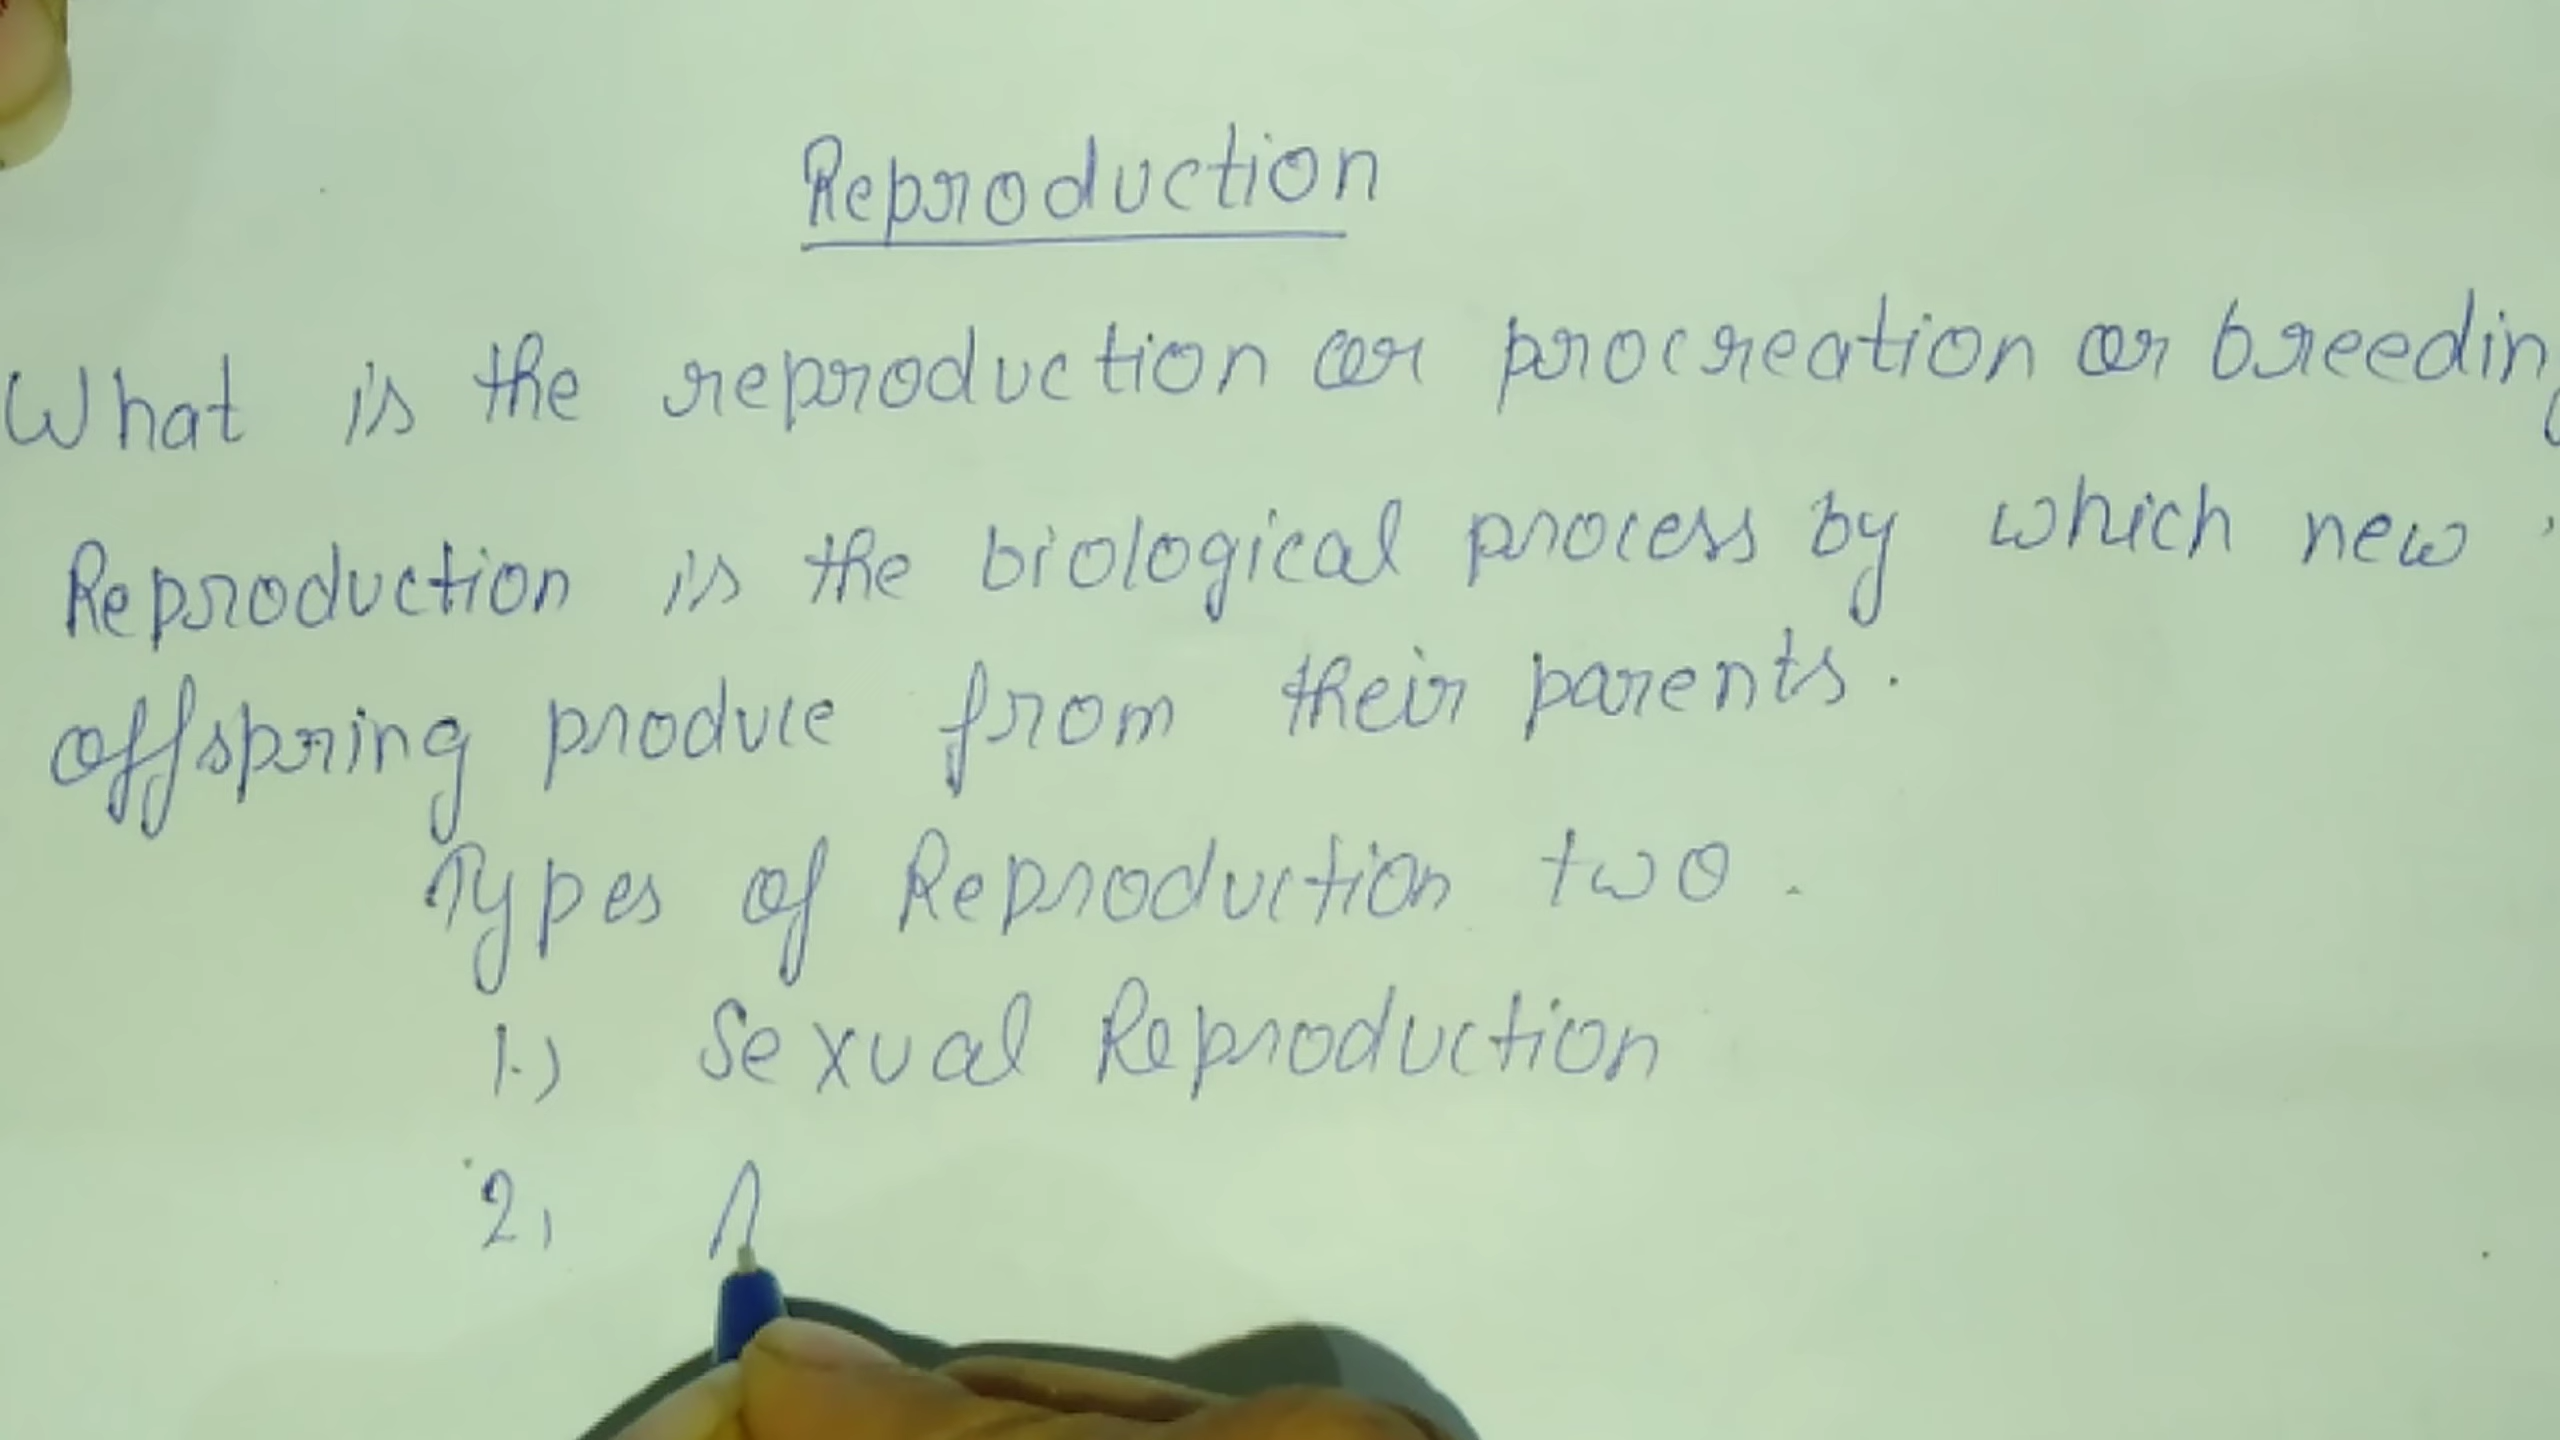 Reproduction
What is the reproduction or procreation or breeding
Reproduction is the biological process by which new
offspring produce from their parents.
Types of Reproduction two.
1.) Sexual Reproduction
2)